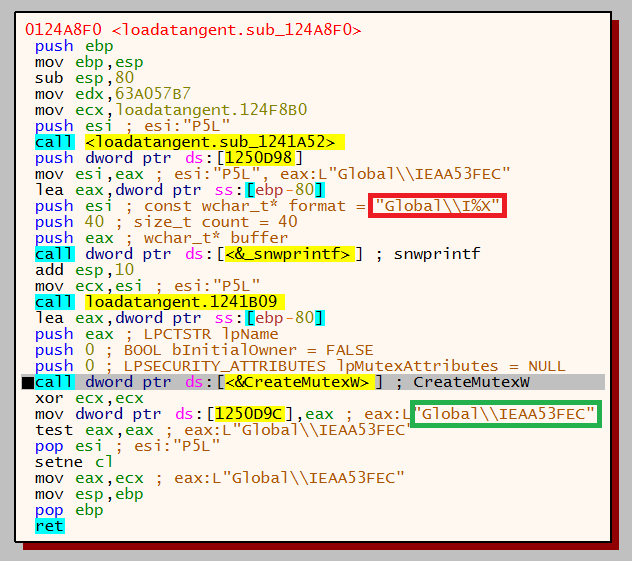 0124A8F0 <loadatangent.sub_124A8F0>
push ebp
mov ebp,esp
sub esp,80
mov edx,63A057B7
mov ecx,loadatangent.124F8B0
push esi ; esi:"P5L"
call <loadatangent.sub_1241A52>
push dword ptr ds:[1250D98]
mov esi,eax ; esi:"P5L", eax:L"Global\\IEAA53FEC"
lea eax,dword ptr ss:[ebp-80]
push esi ; const wchar_t* format = "Global\\I%X"
push 40 ; size_t count = 40
push eax ; wchar_t* buffer
call dword ptr ds:[<&_snwprintf>] ; snwprintf
add esp,10
mov ecx,esi ; esi:"P5L"
call loadatangent.1241B09
lea eax,dword ptr ss:[ebp-80]
push eax ; LPCTSTR lpName
push 0 ; BOOL bInitialOwner = FALSE
push 0 ; LPSECURITY_ATTRIBUTES lpMutexAttributes = NULL
call dword ptr ds:[<&CreateMutexW>] ; CreateMutexW
xor ecx,ecx
mov dword ptr ds:[1250D9C],eax ; eax:L"Global\\IEAA53FEC"
test eax,eax ; eax:L"Global\\IEAA53FEC"
pop esi ; esi:"P5L"
setne cl
mov eax,ecx ; eax:L"Global\\IEAA53FEC"
mov esp,ebp
pop ebp
ret